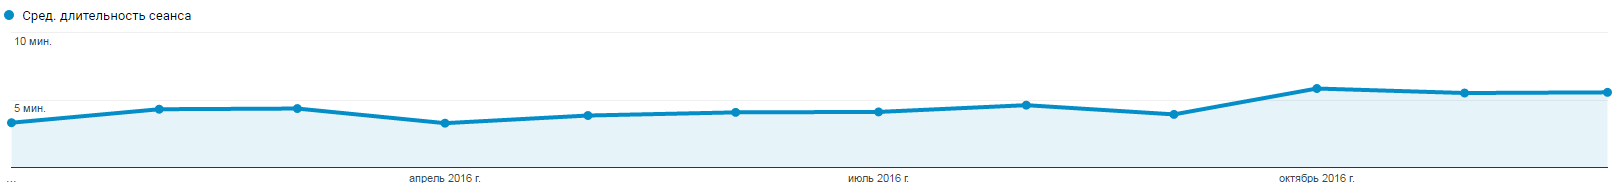 Сред. длительность сеанса
10 мин.
5 мин.
...
апрель 2016 г.
июль 2016 г.
октябрь 2016 г.